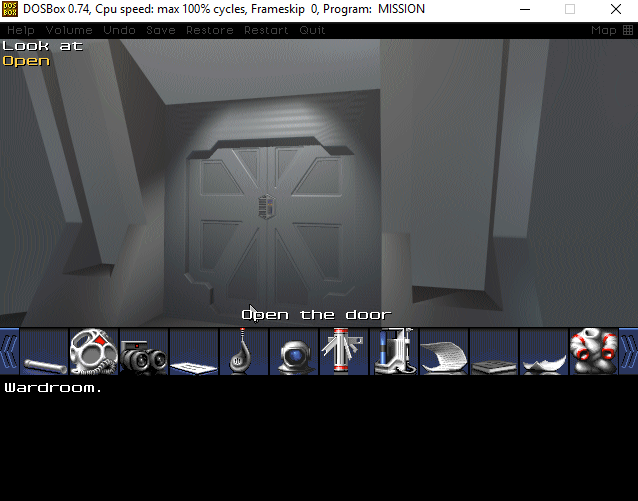 DOSBox 0.74, Cpu speed: max 100% cycles, Frameskip 0, Program: MISSION
Help Volume Undo Save Restore Restart Quit Map
Look at
Open
Open the door
Wardroom.